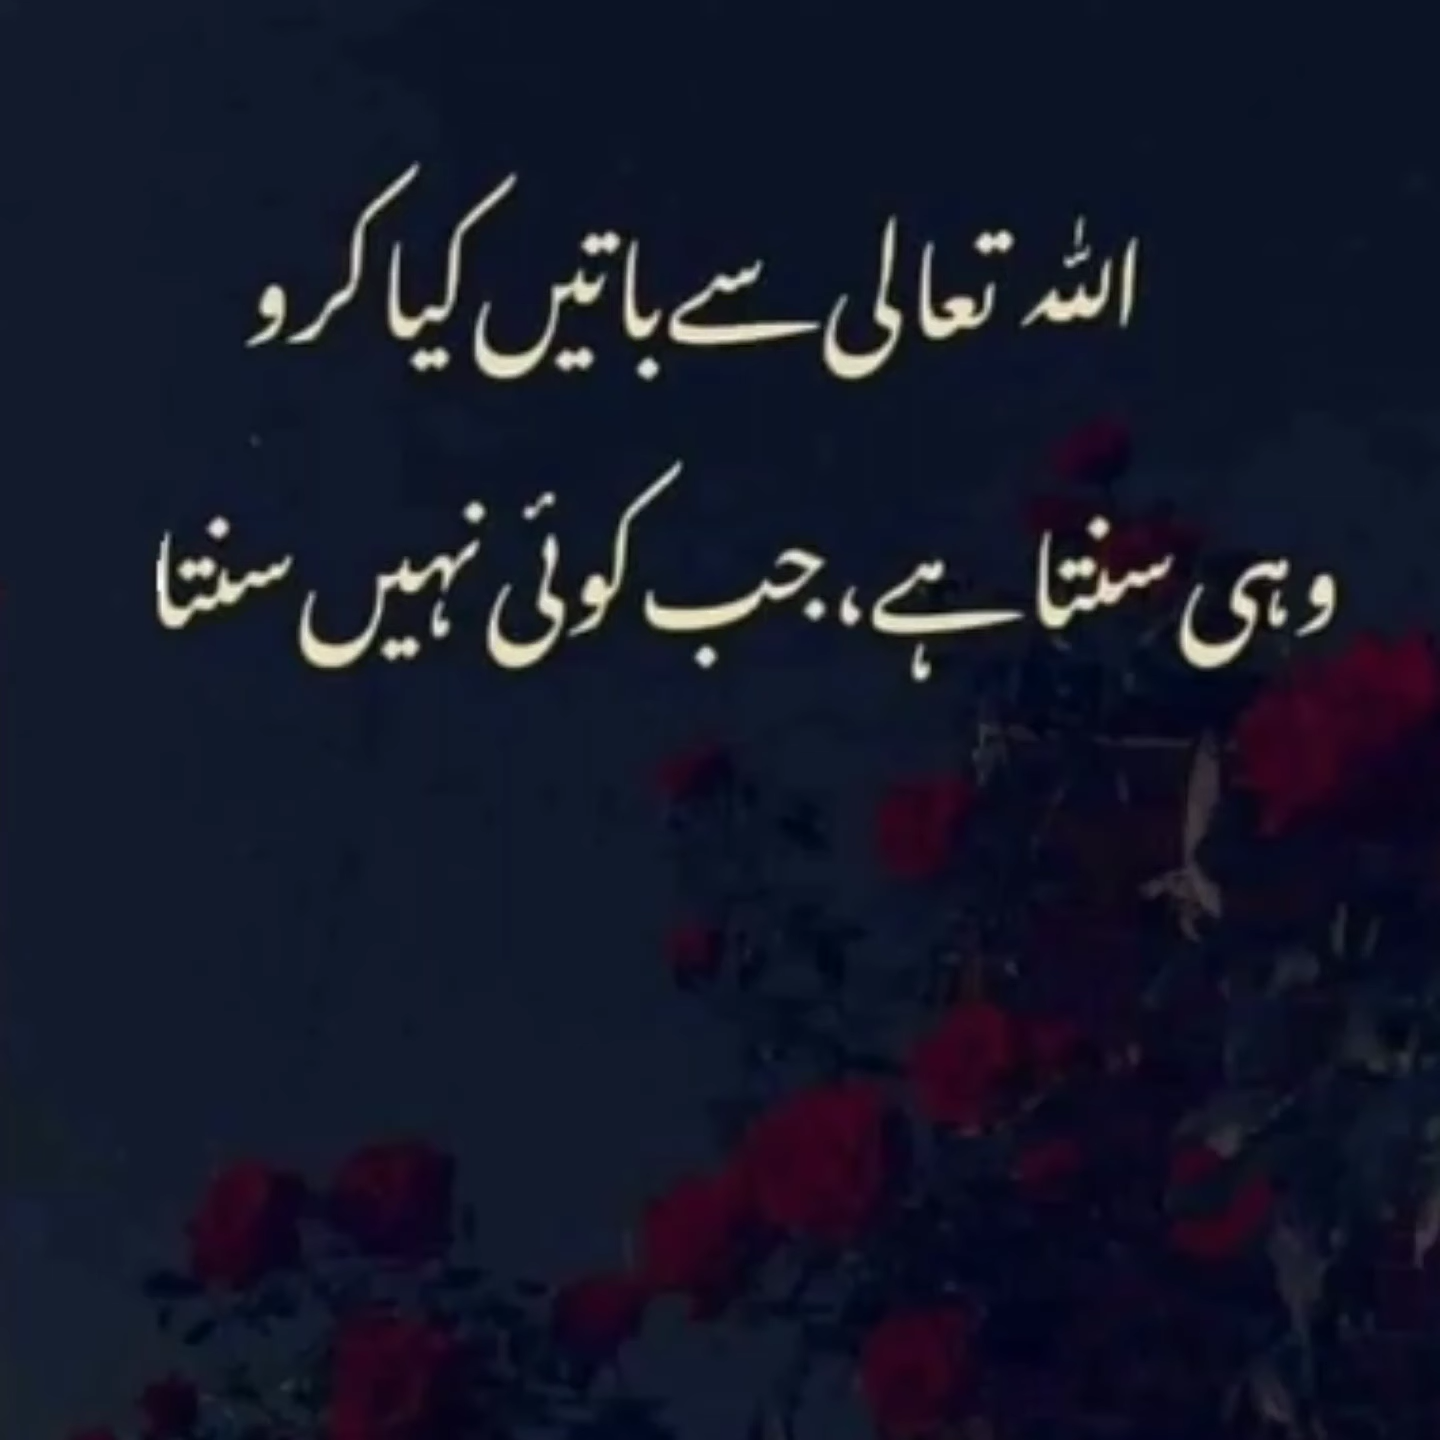 اللہ تعالی سے باتیں کیا کرو
وہی سنتا ہے، جب کوئی نہیں سنتا